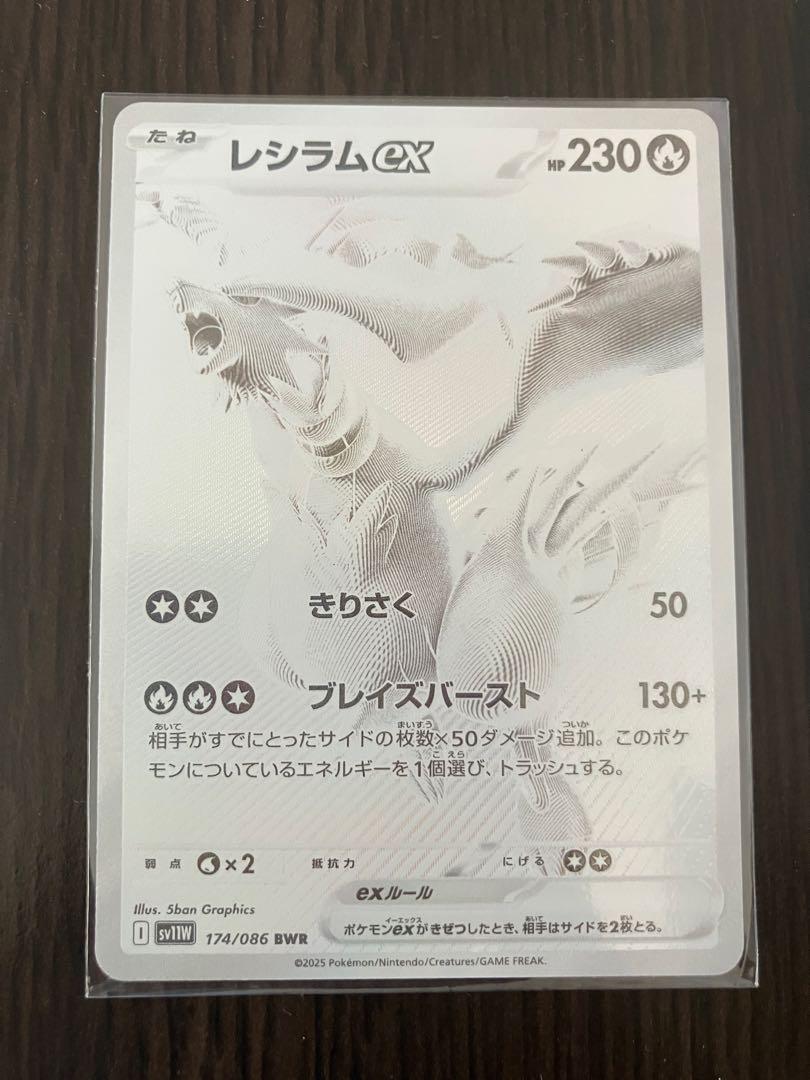 たね
レシラムex
HP 230
きりさく 50
ブレイズバースト 130+
相手がすでにとったサイドの枚数×50ダメージ追加。このポケ
モンについているエネルギーを1個選び、トラッシュする。
弱点 ×2 抵抗力 にげる
exルール
ポケモンexがきぜつしたとき、相手はサイドを2枚とる。
Illus. 5ban Graphics
I SV11W 174/086 BWR
©2025 Pokémon/Nintendo/Creatures/GAME FREAK.